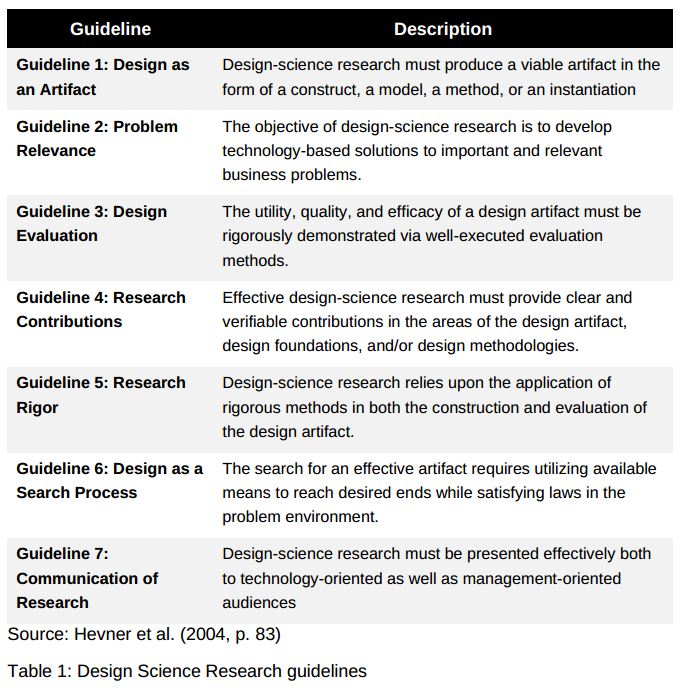 Guideline Description
Guideline 1: Design as
an Artifact
Design-science research must produce a viable artifact in the
form of a construct, a model, a method, or an instantiation
Guideline 2: Problem
Relevance
The objective of design-science research is to develop
technology-based solutions to important and relevant
business problems.
Guideline 3: Design
Evaluation
The utility, quality, and efficacy of a design artifact must be
rigorously demonstrated via well-executed evaluation
methods.
Guideline 4: Research
Contributions
Effective design-science research must provide clear and
verifiable contributions in the areas of the design artifact,
design foundations, and/or design methodologies.
Guideline 5: Research
Rigor
Design-science research relies upon the application of
rigorous methods in both the construction and evaluation of
the design artifact.
Guideline 6: Design as a
Search Process
The search for an effective artifact requires utilizing available
means to reach desired ends while satisfying laws in the
problem environment.
Guideline 7:
Communication of
Research
Design-science research must be presented effectively both
to technology-oriented as well as management-oriented
audiences
Source: Hevner et al. (2004, p. 83)
Table 1: Design Science Research guidelines